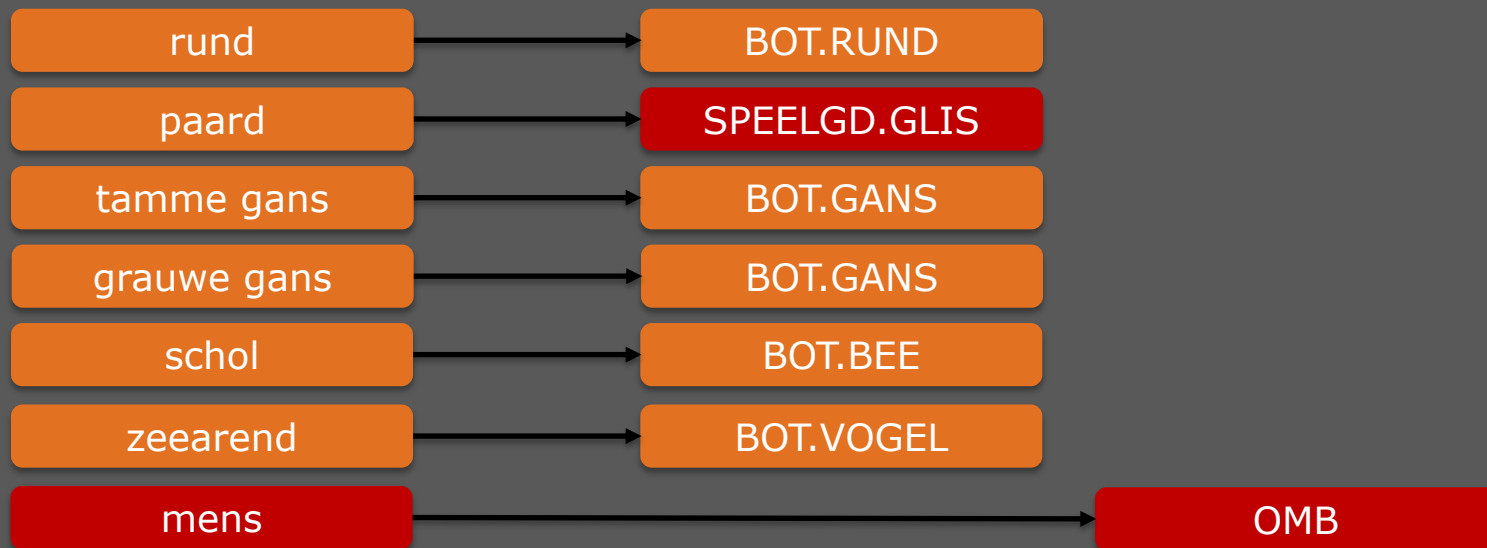 rund BOT.RUND
paard SPEELGD.GLIS
tamme gans BOT.GANS
grauwe gans BOT.GANS
schol BOT.BEE
zeearend BOT.VOGEL
mens OMB